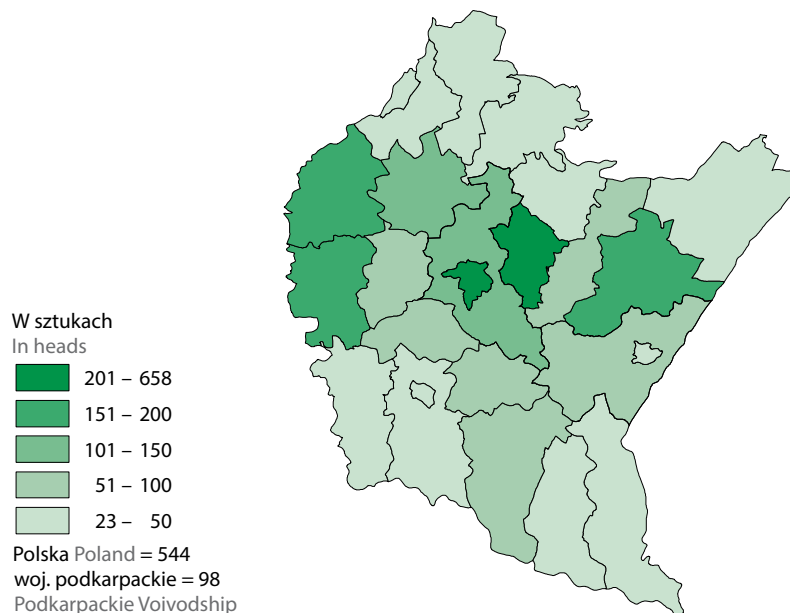 W sztukach
In heads
201 – 658
151 – 200
101 – 150
51 – 100
23 – 50
Polska Poland = 544
woj. podkarpackie = 98
Podkarpackie Voivodship